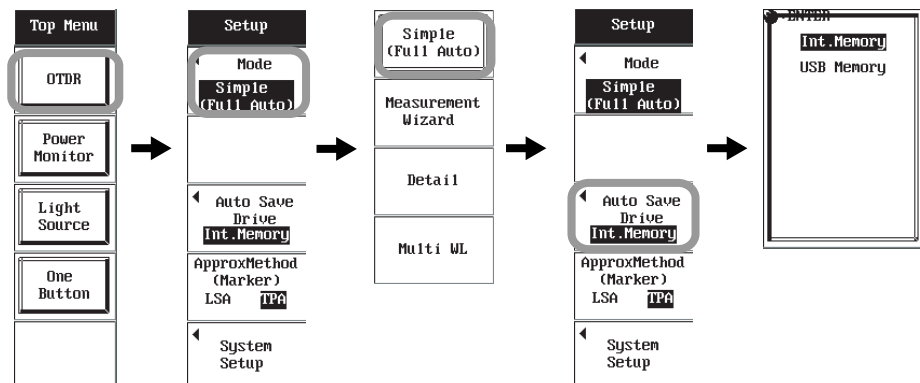 Top Menu
OTDR
Power
Monitor
Light
Source
One
Button
Setup
Mode
Simple
(Full Auto)
Auto Save
Drive
Int.Memory
ApproxMethod
(Marker)
LSA TPA
System
Setup
Simple
(Full Auto)
Measurement
Wizard
Detail
Multi WL
Setup
Mode
Simple
(Full Auto)
Auto Save
Drive
Int.Memory
ApproxMethod
(Marker)
LSA TPA
System
Setup
:ENTER
Int.Memory
USB Memory